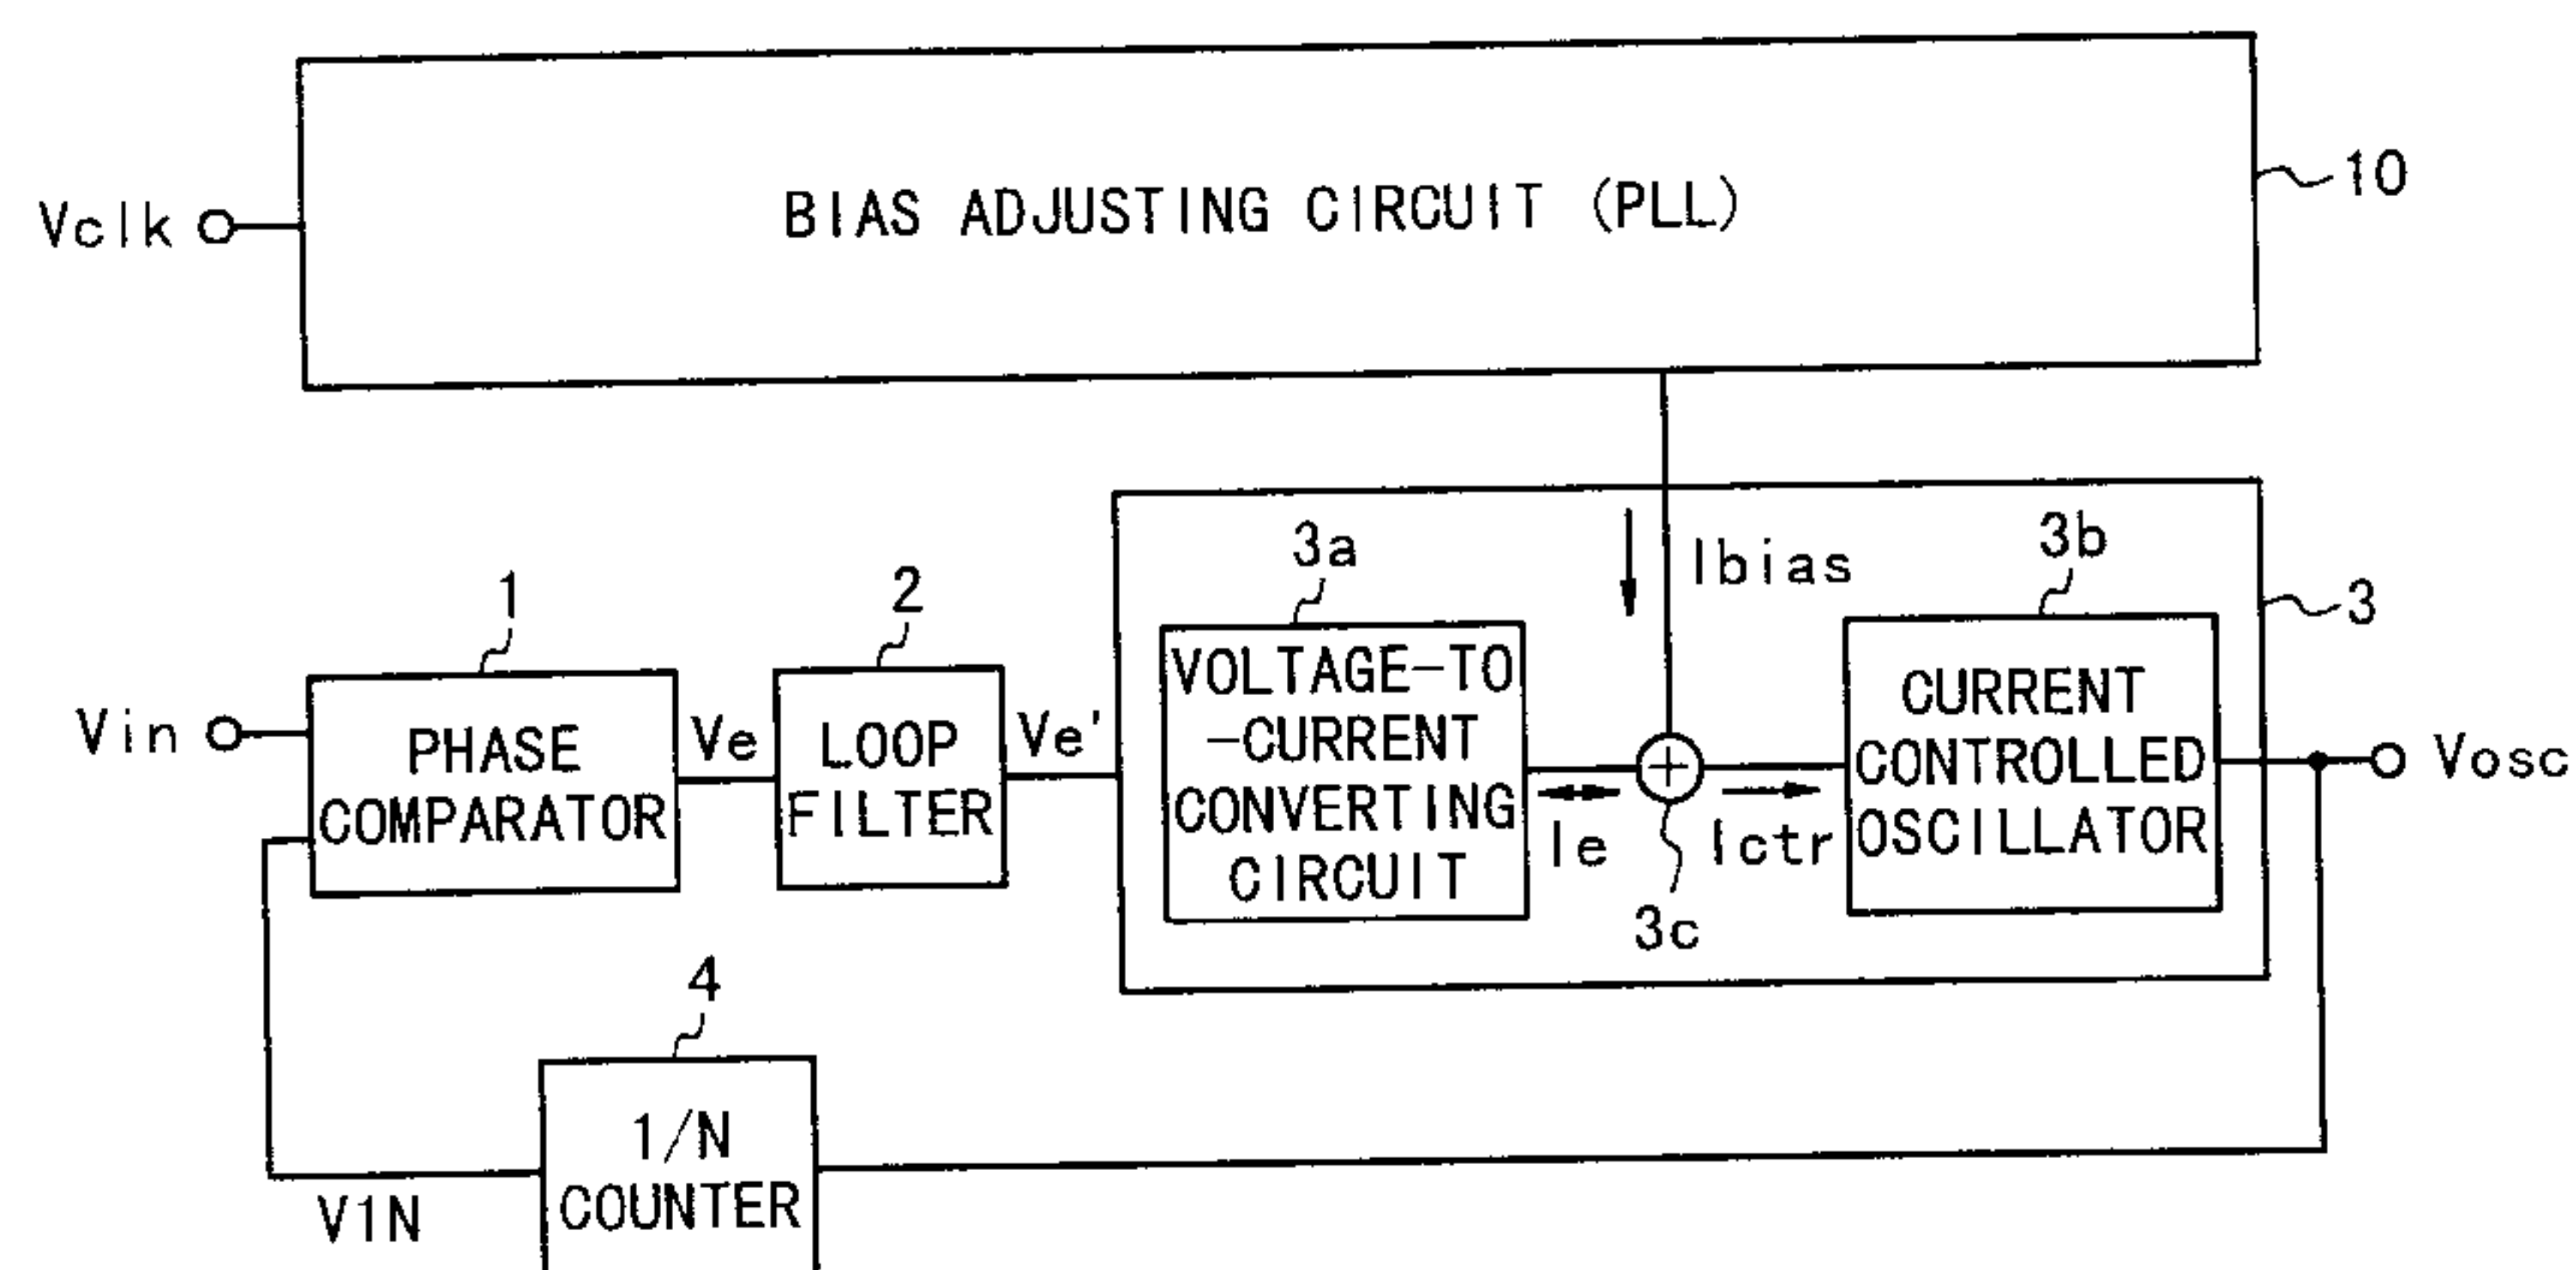 Vclk
BIAS ADJUSTING CIRCUIT (PLL)
10
Ibias
3a
3b
3
1
2
Vin
PHASE
COMPARATOR
Ve
LOOP
FILTER
Ve'
VOLTAGE-TO
-CURRENT
CONVERTING
CIRCUIT
Ie
+
Ictr
3c
CURRENT
CONTROLLED
OSCILLATOR
Vosc
4
1/N
COUNTER
V1N